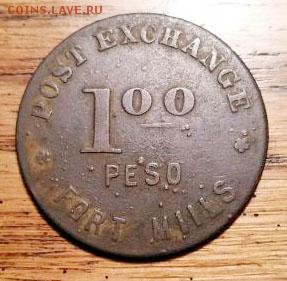 COINS.LAVE.RU
POST EXCHANGE
1.00
PESO
FORT MILLS